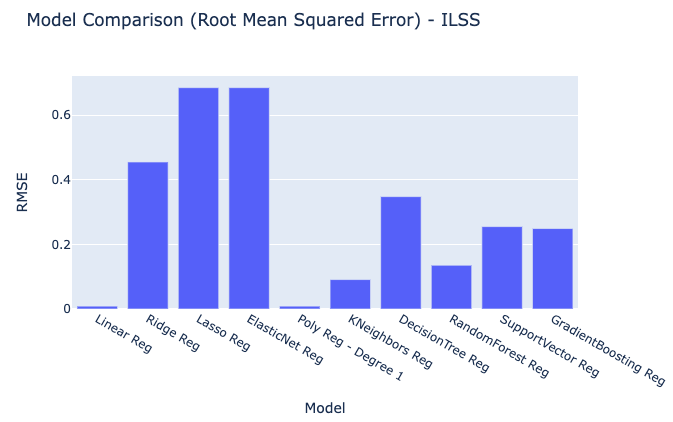 Model Comparison (Root Mean Squared Error) - ILSS
RMSE
0.6
0.4
0.2
0
Linear Reg
Ridge Reg
Lasso Reg
ElasticNet Reg
Poly Reg - Degree 1
KNeighbors Reg
DecisionTree Reg
RandomForest Reg
SupportVector Reg
GradientBoosting Reg
Model